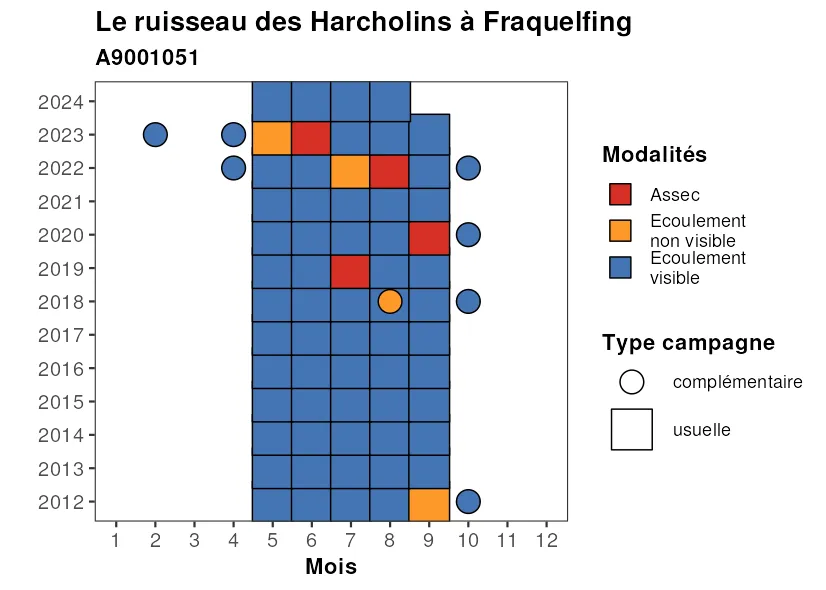 Le ruisseau des Harcholins à Fraquelfing
A9001051
2024
2023
2022
2021
2020
2019
2018
2017
2016
2015
2014
2013
2012
1 2 3 4 5 6 7 8 9 10 11 12
Mois
Modalités
Assec
Ecoulement
non visible
Ecoulement
visible
Type campagne
complémentaire
usuelle